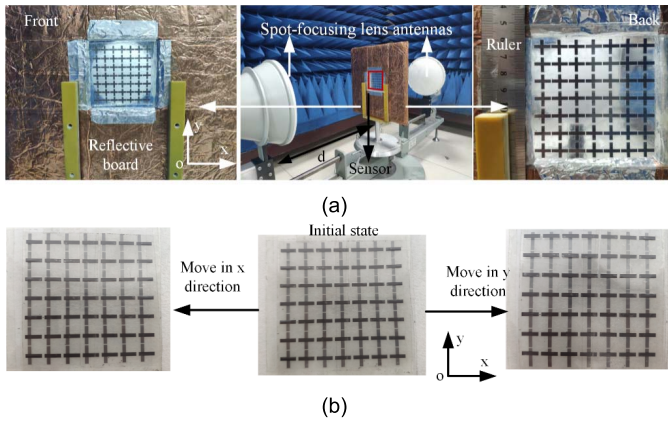 Front
Spot-focusing lens antennas
Back
Ruler
Reflective
board
y
x
o
d
Sensor
(a)
Initial state
Move in x
direction
Move in y
direction
y
x
o
(b)